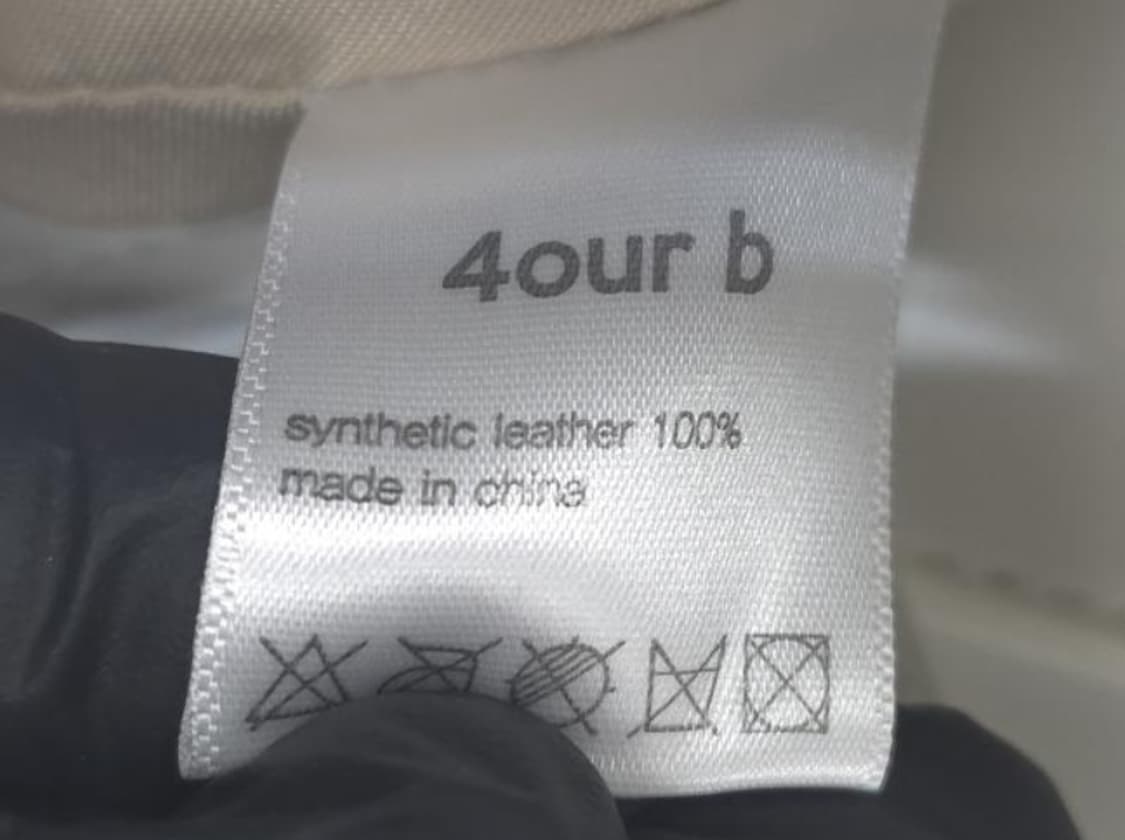 4our b
synthetic leather 100%
made in china